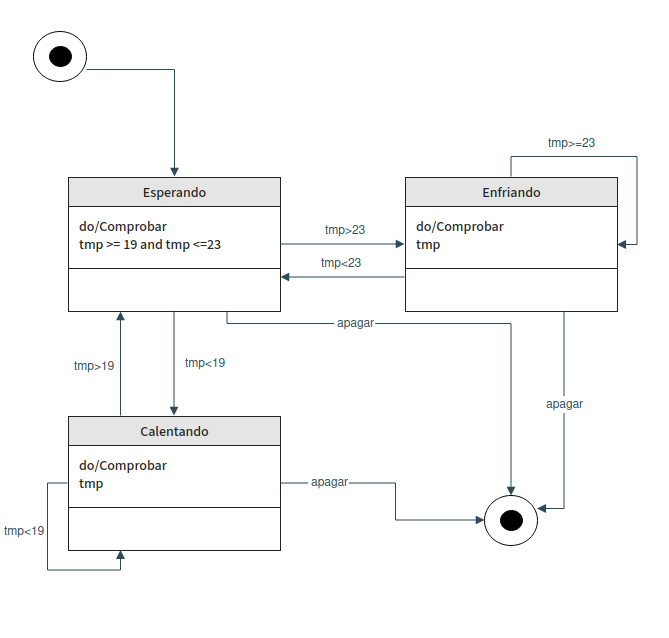 tmp>=23
Esperando
do/Comprobar
tmp >= 19 and tmp <=23
tmp>23
tmp<23
Enfriando
do/Comprobar
tmp
apagar
tmp>19
tmp<19
apagar
Calentando
do/Comprobar
tmp
apagar
tmp<19